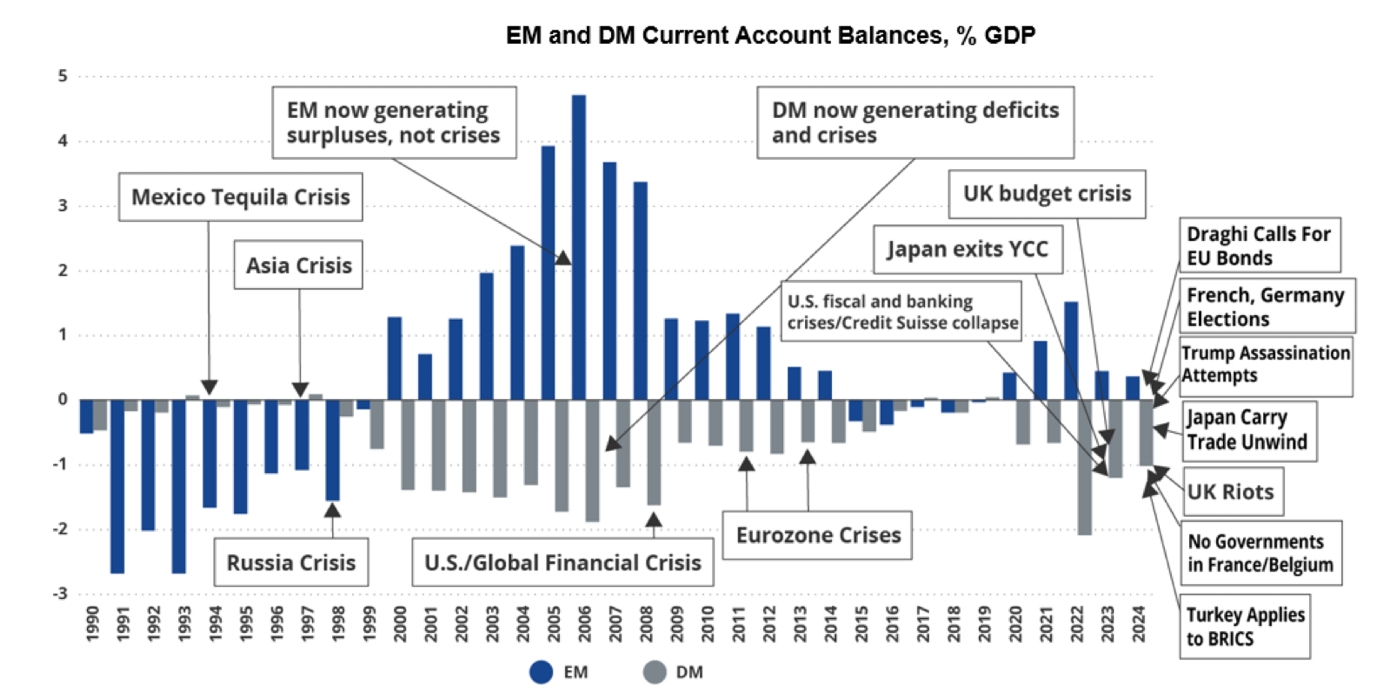 EM and DM Current Account Balances, % GDP
5
4
3
2
1
0
-1
-2
-3
EM now generating
surpluses, not crises
DM now generating deficits
and crises
Mexico Tequila Crisis
Asia Crisis
UK budget crisis
Japan exits YCC
U.S. fiscal and banking
crises/Credit Suisse collapse
Draghi Calls For
EU Bonds
French, Germany
Elections
Trump Assassination
Attempts
Japan Carry
Trade Unwind
UK Riots
No Governments
in France/Belgium
Turkey Applies
to BRICS
Russia Crisis
U.S./Global Financial Crisis
Eurozone Crises
1990
1991
1992
1993
1994
1995
1996
1997
1998
1999
2000
2001
2002
2003
2004
2005
2006
2007
2008
2009
2010
2011
2012
2013
2014
2015
2016
2017
2018
2019
2020
2021
2022
2023
2024
EM
DM